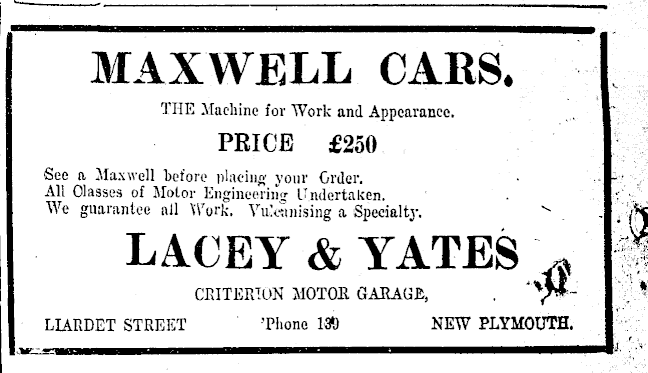 MAXWELL CARS.
THE Machine for Work and Appearance.
PRICE £250
See a Maxwell before placing your Order.
All Classes of Motor Engineering Undertaken.
We guarantee all Work. Vulcanising a Specialty.
LACEY & YATES
CRITERION MOTOR GARAGE,
LIARDET STREET 'Phone 139 NEW PLYMOUTH.